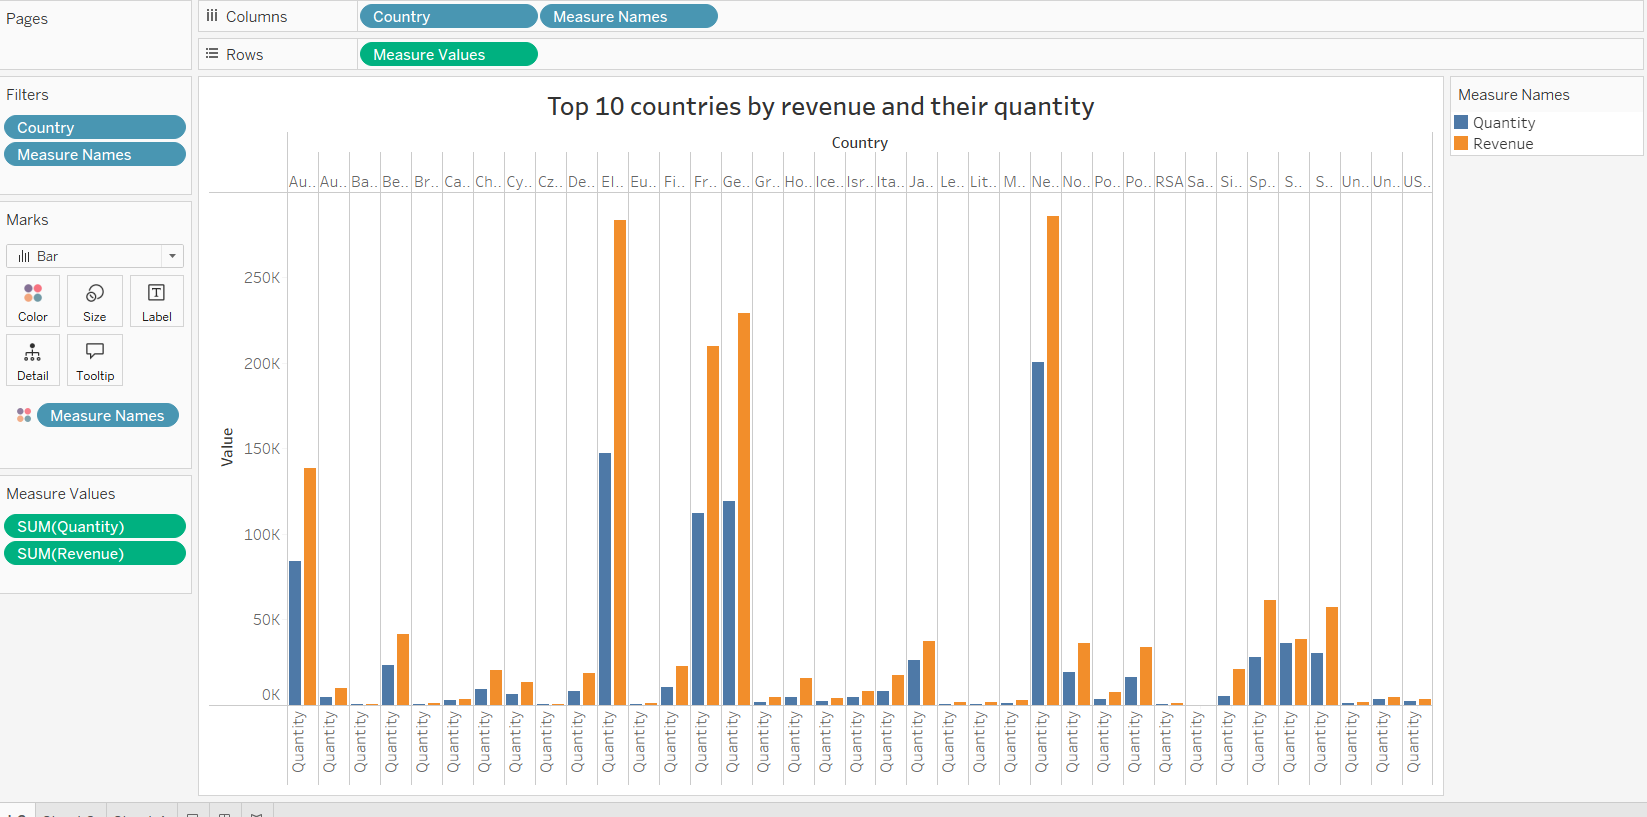 Pages
Columns
Country
Measure Names
Rows
Measure Values
Filters
Country
Measure Names
Marks
Bar
Color
Size
Label
Detail
Tooltip
Measure Names
Measure Values
SUM(Quantity)
SUM(Revenue)
Top 10 countries by revenue and their quantity
Country
Au.. Au.. Ba.. Be.. Br.. Ca.. Ch.. Cy.. Cz.. De.. El.. Eu.. Fi.. Fr.. Ge.. Gr.. Ho.. Ice.. Isr.. Ita.. Ja.. Le.. Lit.. M.. Ne.. No.. Po.. Po.. RSA Sa.. Si.. Sp.. S.. S.. Un.. Un.. US..
250K
200K
150K
100K
50K
0K
Value
Quantity Quantity Quantity Quantity Quantity Quantity Quantity Quantity Quantity Quantity Quantity Quantity Quantity Quantity Quantity Quantity Quantity Quantity Quantity Quantity Quantity Quantity Quantity Quantity Quantity Quantity Quantity Quantity Quantity Quantity Quantity Quantity Quantity Quantity Quantity Quantity Quantity
Measure Names
Quantity
Revenue